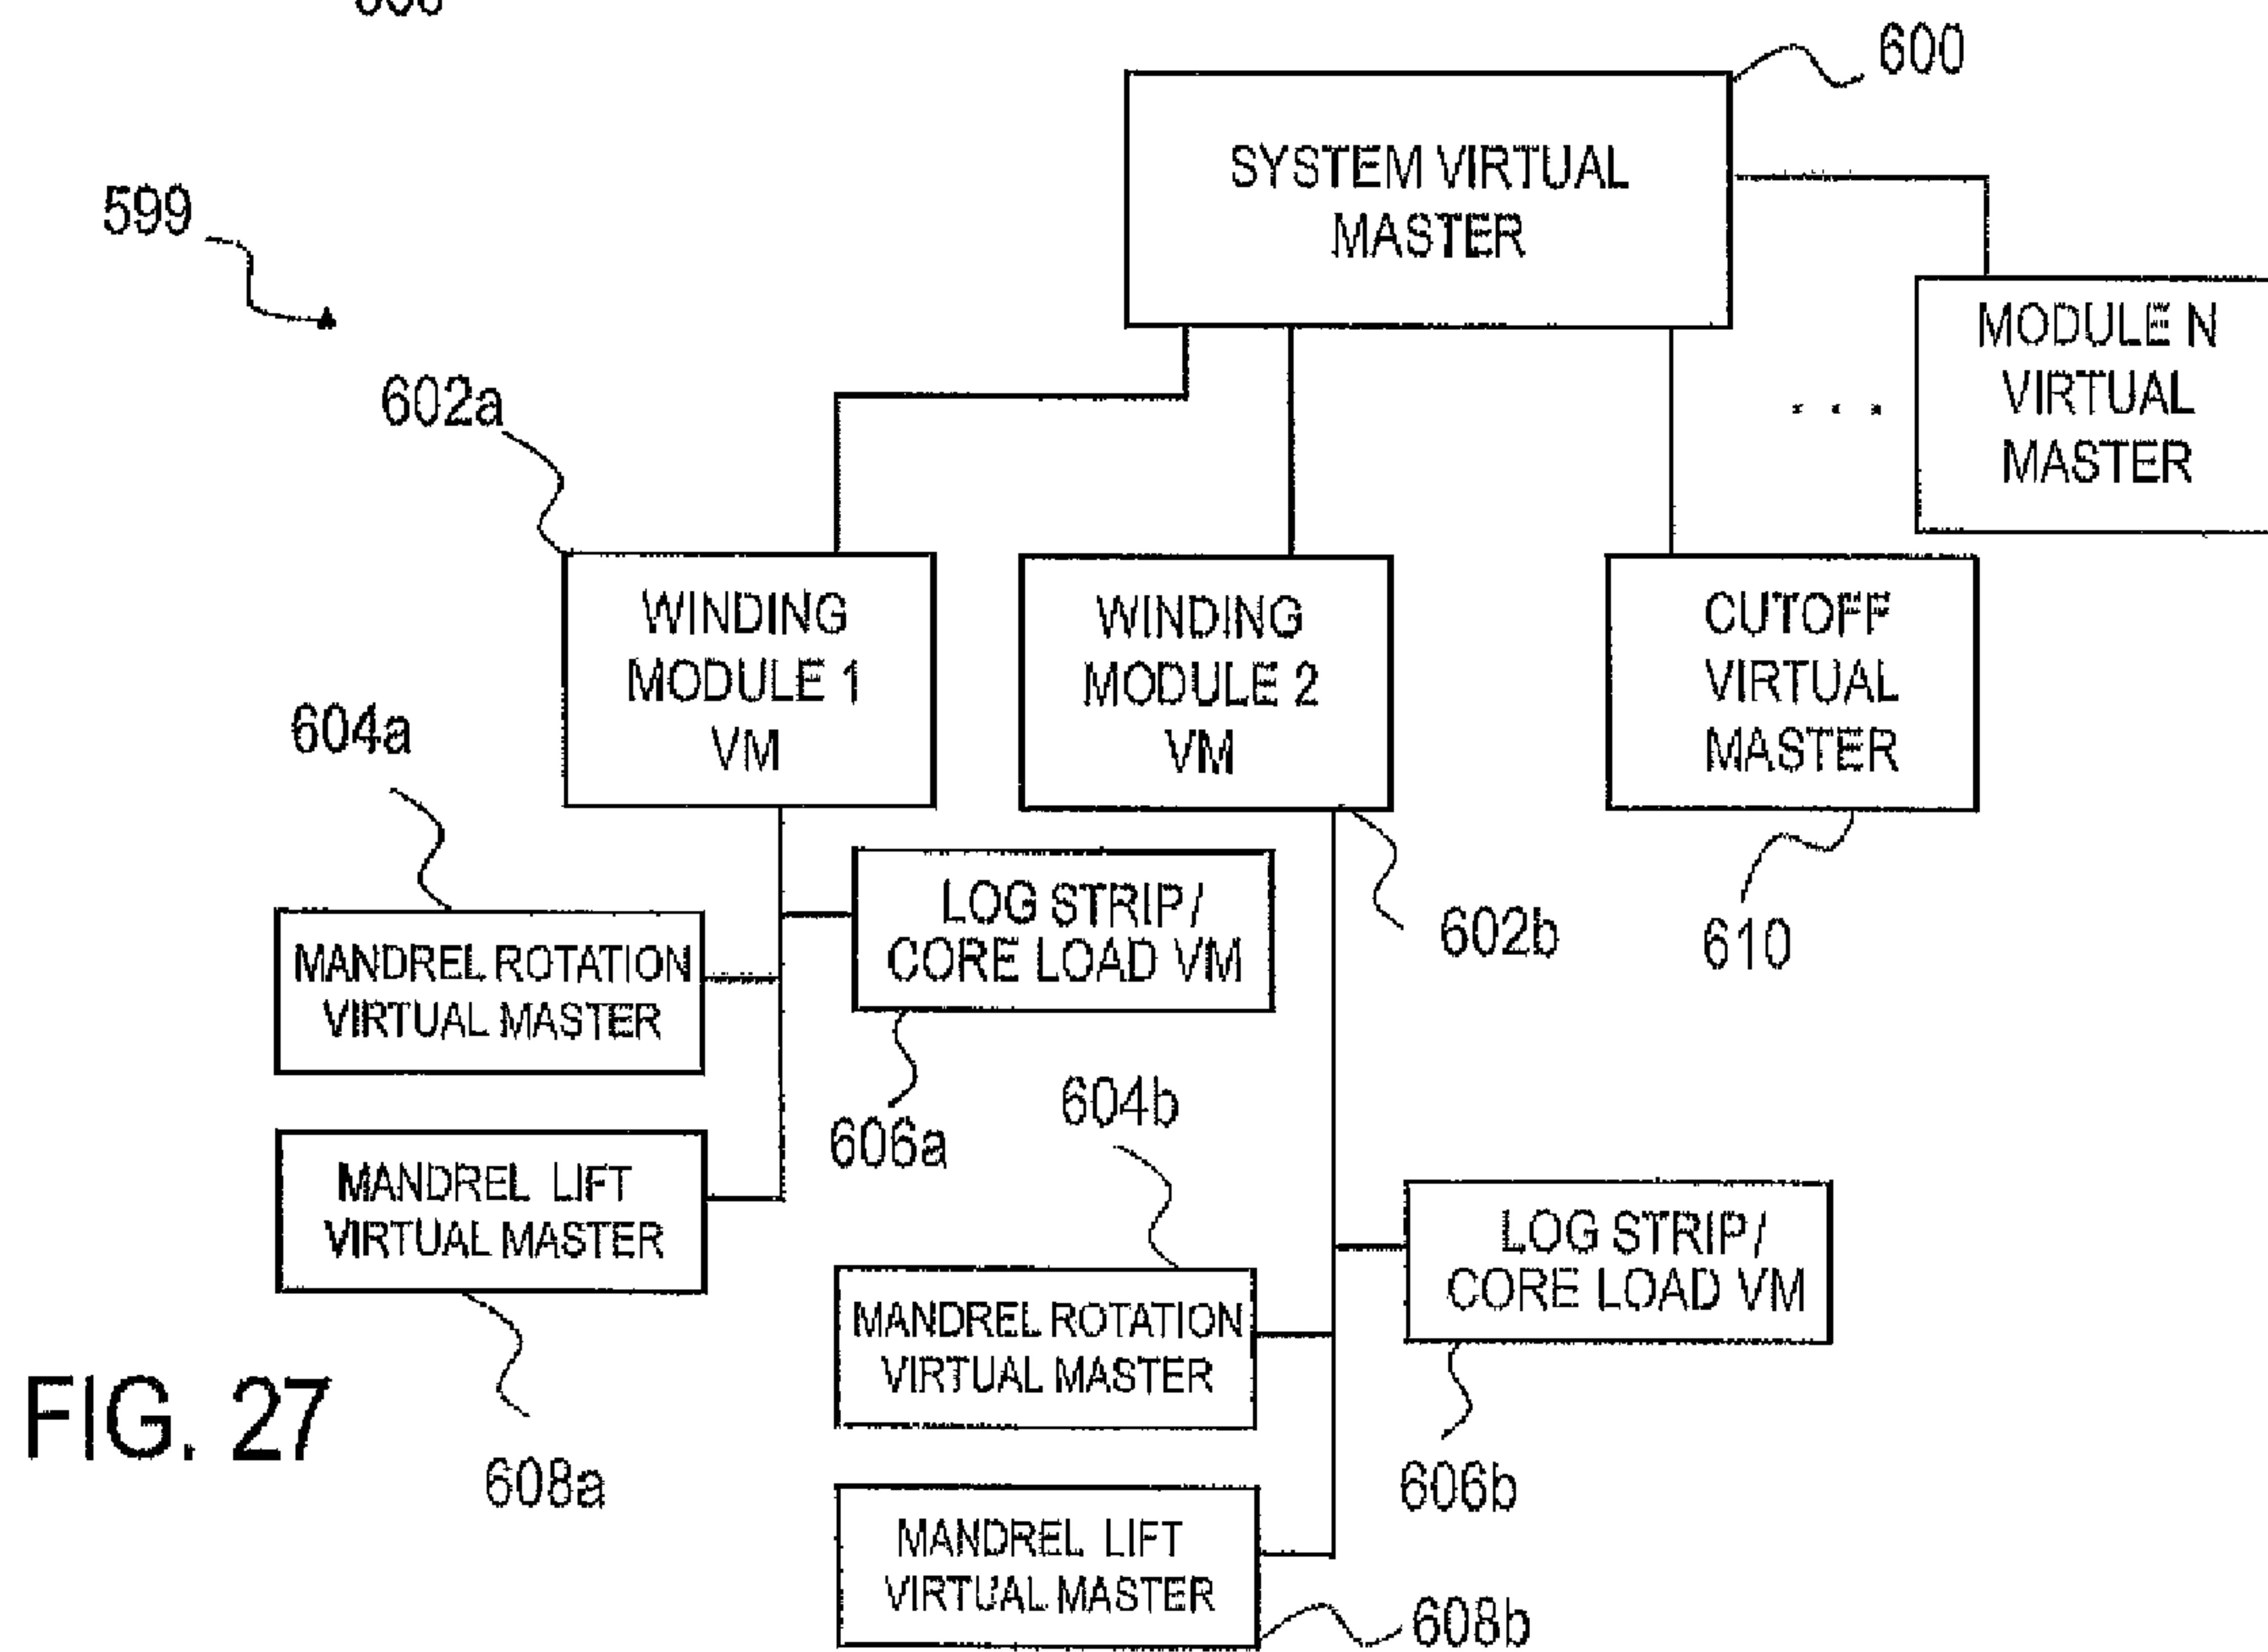 600
SYSTEM VIRTUAL
MASTER
599
MODULE N
VIRTUAL
MASTER
. . .
602a
WINDING
MODULE 1
VM
WINDING
MODULE 2
VM
CUTOFF
VIRTUAL
MASTER
604a
LOG STRIP/
CORE LOAD VM
602b
610
MANDREL ROTATION
VIRTUAL MASTER
606a
604b
MANDREL LIFT
VIRTUAL MASTER
LOG STRIP/
CORE LOAD VM
MANDREL ROTATION
VIRTUAL MASTER
FIG. 27
608a
606b
MANDREL LIFT
VIRTUAL MASTER
608b